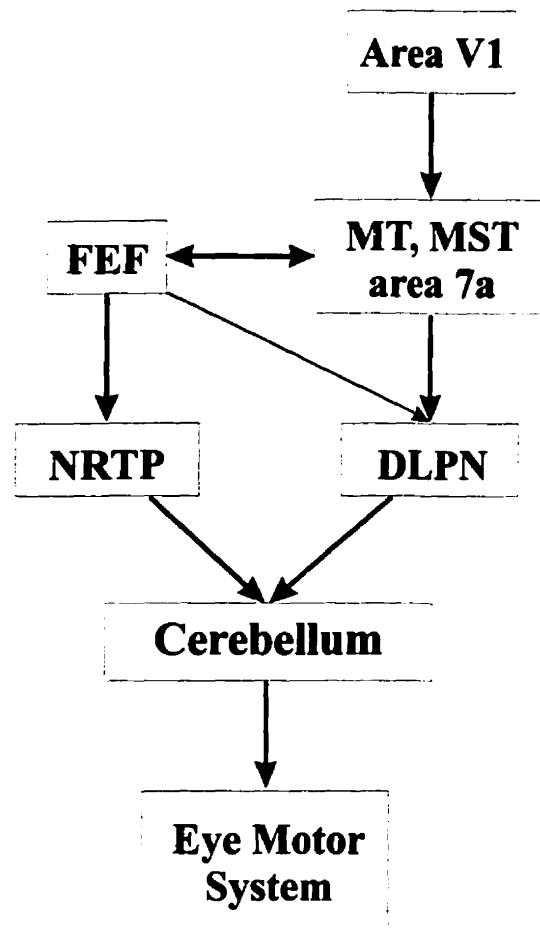 Area V1
MT, MST
area 7a
FEF
NRTP
DLPN
Cerebellum
Eye Motor
System